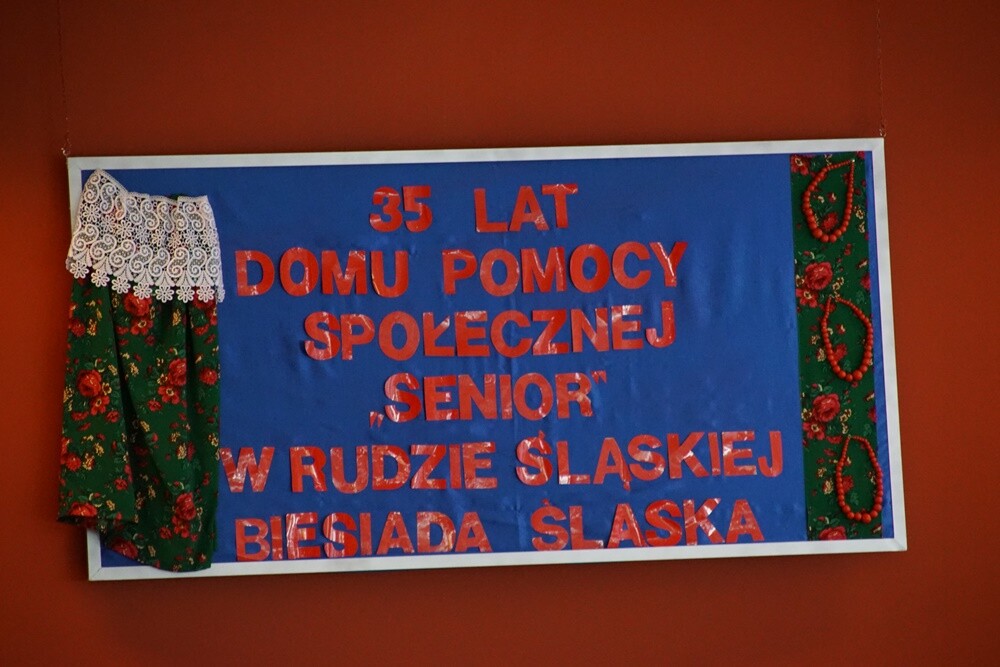 35 LAT
DOMU POMOCY
SPOŁECZNEJ
„SENIOR"
W RUDZIE ŚLĄSKIEJ
BIESIADA ŚLĄSKA